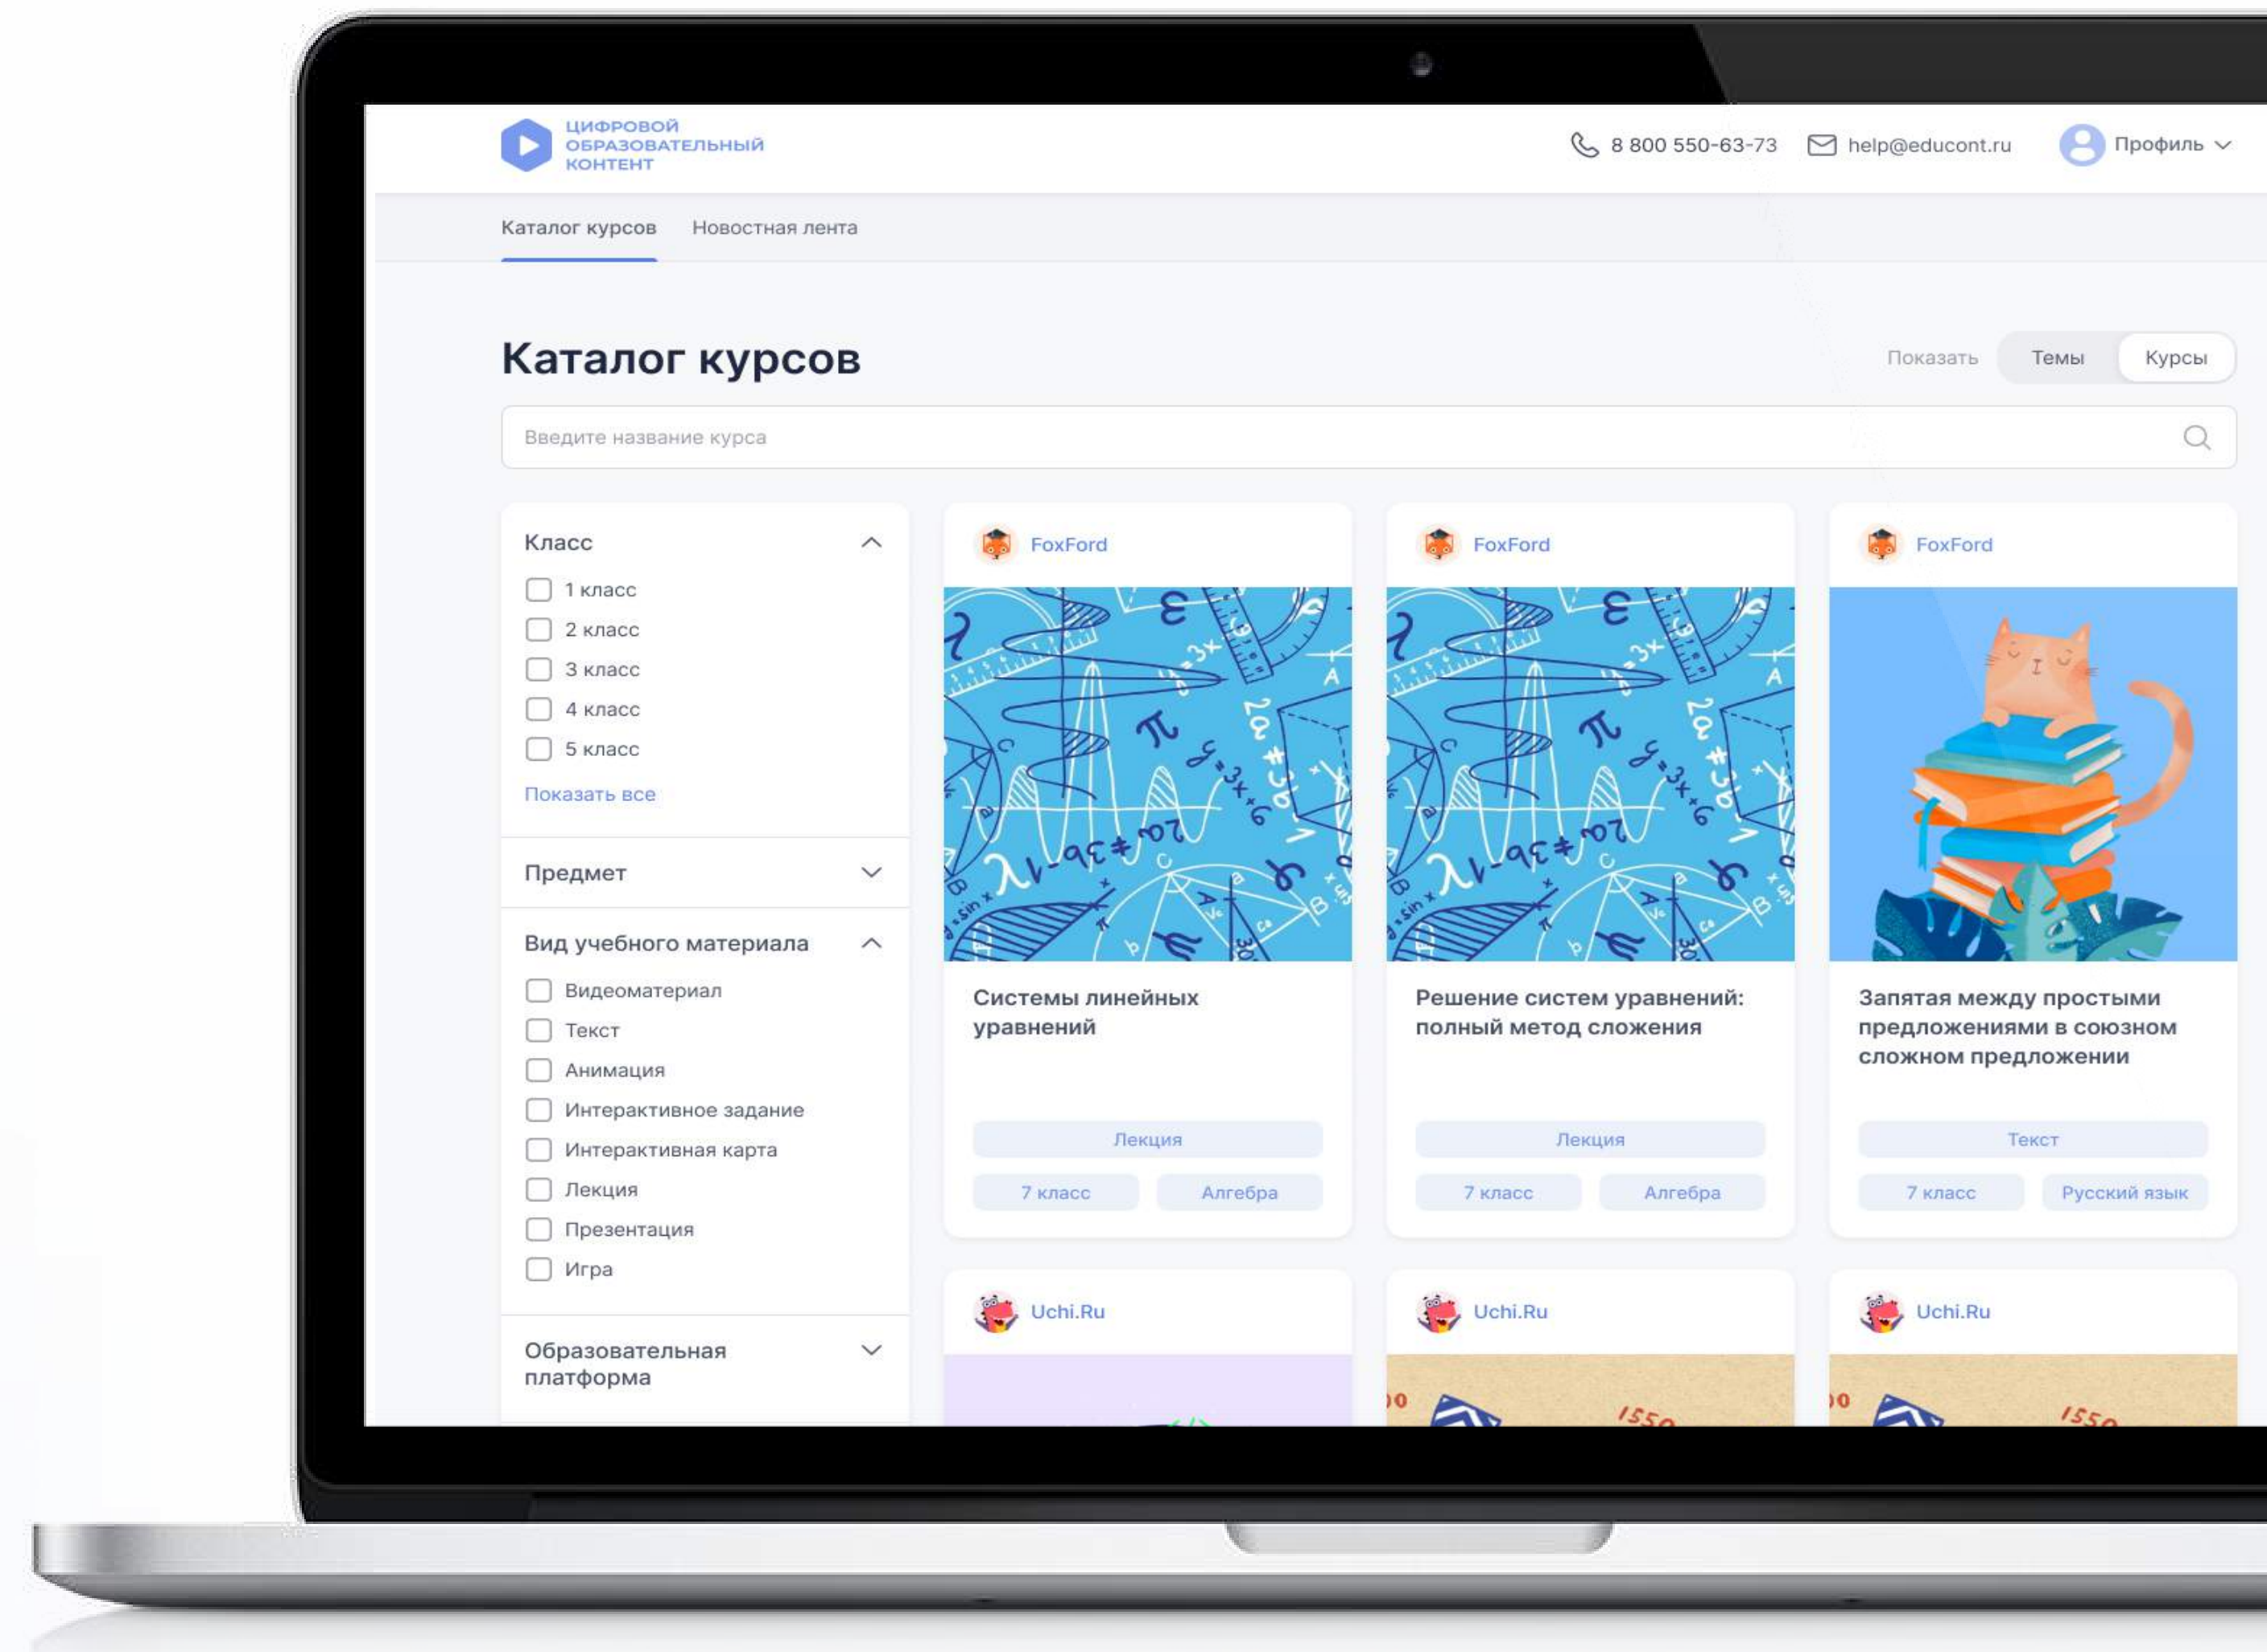 ЦИФРОВОЙ
ОБРАЗОВАТЕЛЬНЫЙ
КОНТЕНТ
8 800 550-63-73
help@educont.ru
Профиль
Каталог курсов
Новостная лента
Каталог курсов
Показать
Темы
Курсы
Введите название курса
Класс
1 класс
2 класс
3 класс
4 класс
5 класс
Показать все
Предмет
Вид учебного материала
Видеоматериал
Текст
Анимация
Интерактивное задание
Интерактивная карта
Лекция
Презентация
Игра
Образовательная
платформа
FoxFord
Системы линейных
уравнений
Лекция
7 класс
Алгебра
FoxFord
Решение систем уравнений:
полный метод сложения
Лекция
7 класс
Алгебра
FoxFord
Запятая между простыми
предложениями в союзном
сложном предложении
Текст
7 класс
Русский язык
Uchi.Ru
Uchi.Ru
1550
Uchi.Ru
1550